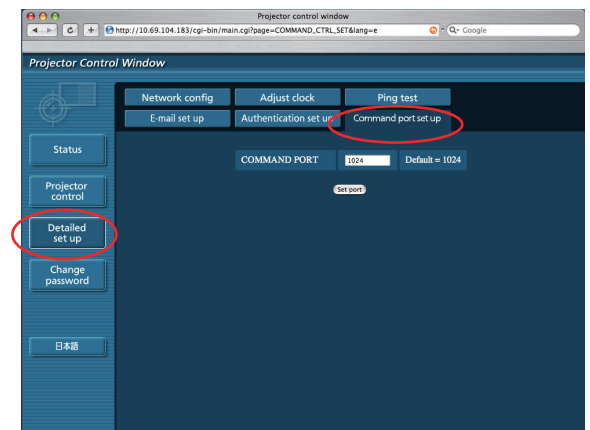 Projector control window
http://10.69.104.183/cgi-bin/main.cgi?page=COMMAND_CTRL_SET&lang=e
Google
Projector Control Window
Network config
Adjust clock
Ping test
E-mail set up
Authentication set up
Command port set up
Status
Projector control
Detailed set up
Change password
日本語
COMMAND PORT
1024
Default = 1024
Set port